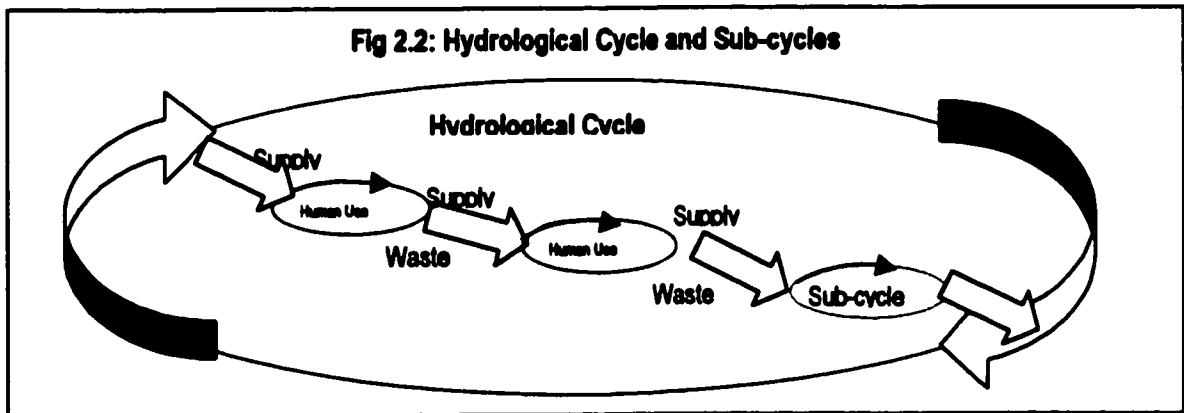 Fig 2.2: Hydrological Cycle and Sub-cycles
Hydrological Cycle
Supply
Human Use
Supply
Waste
Human Use
Supply
Waste
Sub-cycle